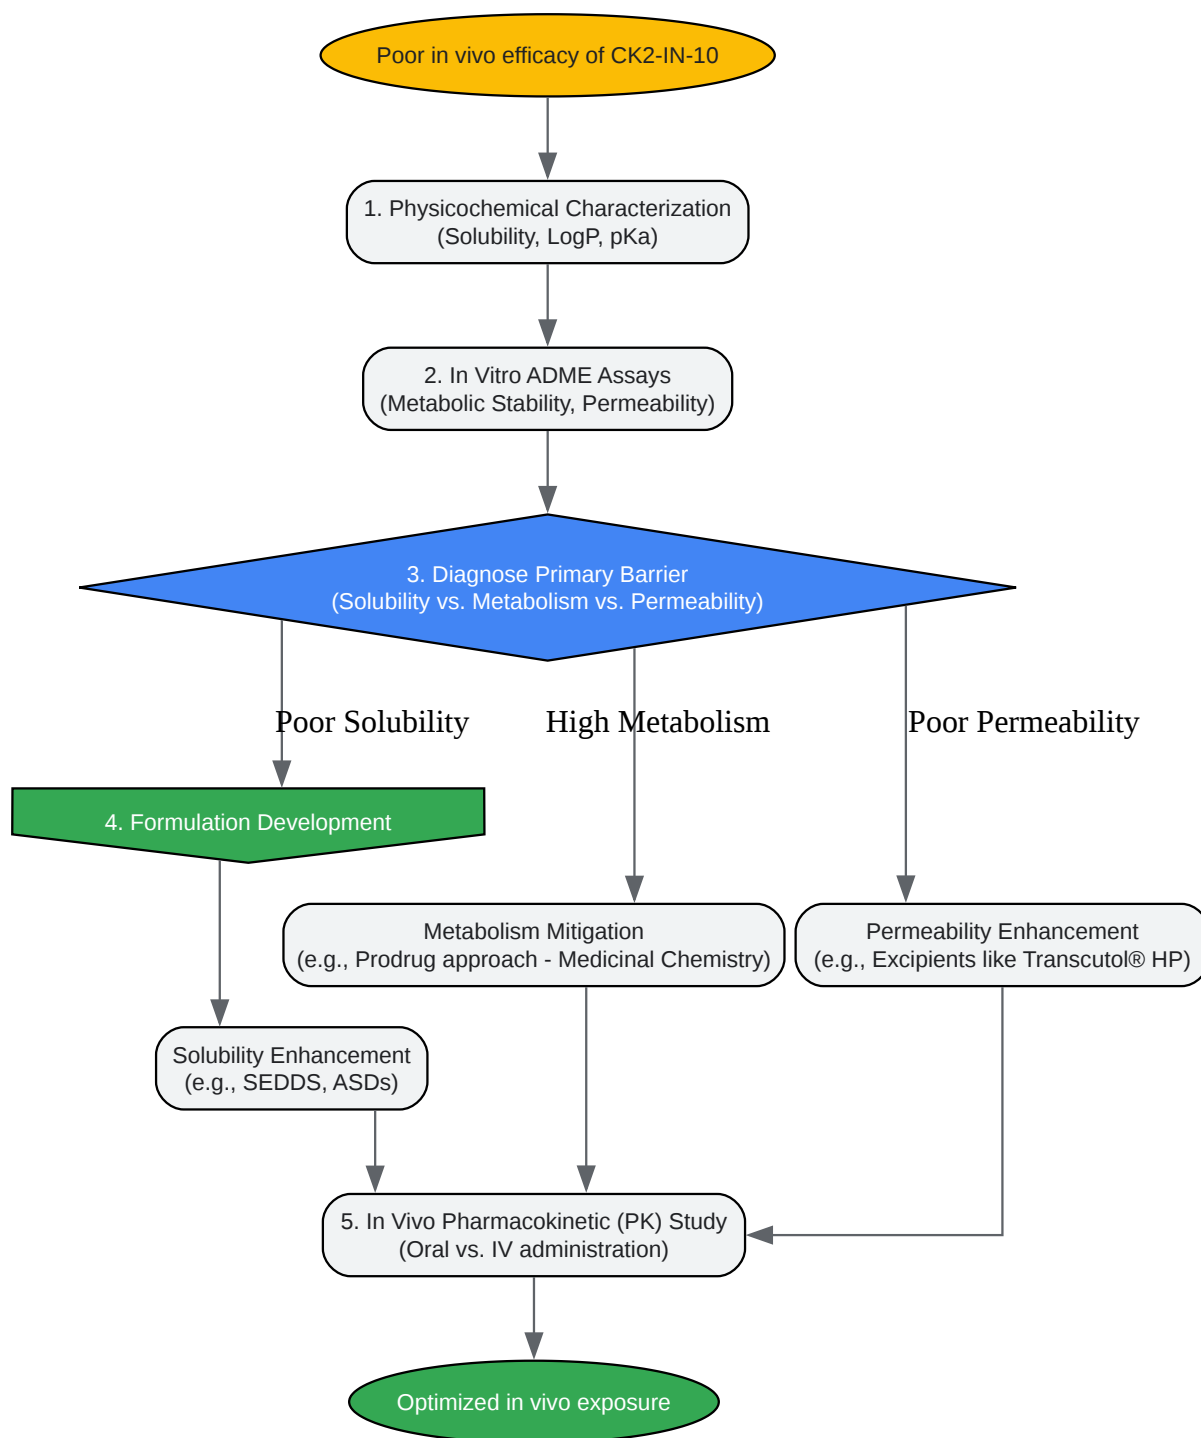 Poor in vivo efficacy of CK2-IN-10
1. Physicochemical Characterization
(Solubility, LogP, pKa)
2. In Vitro ADME Assays
(Metabolic Stability, Permeability)
3. Diagnose Primary Barrier
(Solubility vs. Metabolism vs. Permeability)
Poor Solubility
High Metabolism
Poor Permeability
4. Formulation Development
Metabolism Mitigation
(e.g., Prodrug approach - Medicinal Chemistry)
Permeability Enhancement
(e.g., Excipients like Transcutol® HP)
Solubility Enhancement
(e.g., SEDDS, ASDs)
5. In Vivo Pharmacokinetic (PK) Study
(Oral vs. IV administration)
Optimized in vivo exposure